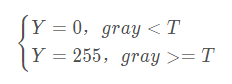 Y = 0，gray < T
Y = 255，gray >= T